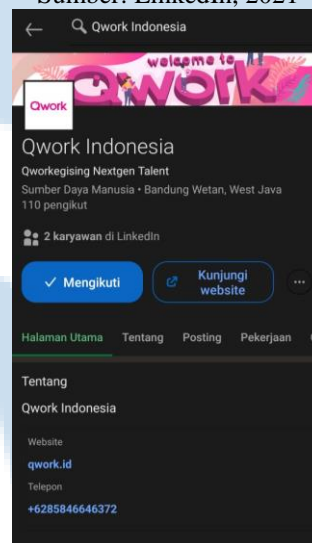 Sumber: LinkedIn, 2021
Qwork Indonesia
welcome to
Qwork
Qwork
Qwork Indonesia
Qworkegising Nextgen Talent
Sumber Daya Manusia • Bandung Wetan, West Java
110 pengikut
2 karyawan di LinkedIn
Mengikuti
Kunjungi
website
Halaman Utama Tentang Posting Pekerjaan
Tentang
Qwork Indonesia
Website
qwork.id
Telepon
+6285846646372